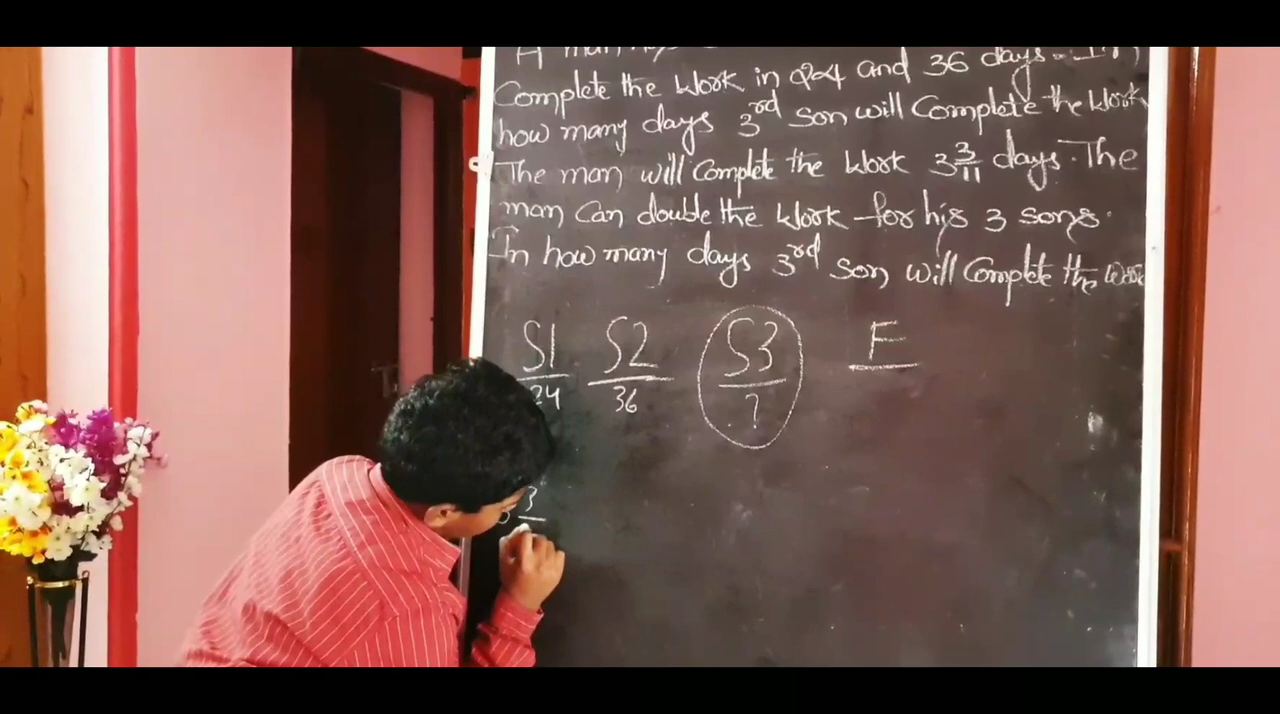 A man
Complete the Work in 24 and 36 days.
how many days 3rd son will Complete the Work
The man will Complete the Work 3 3/11 days. The
man Can double the Work for his 3 sons.
In how many days 3rd son will Complete the Work
S1 S2 S3 F
24 36 ?
3